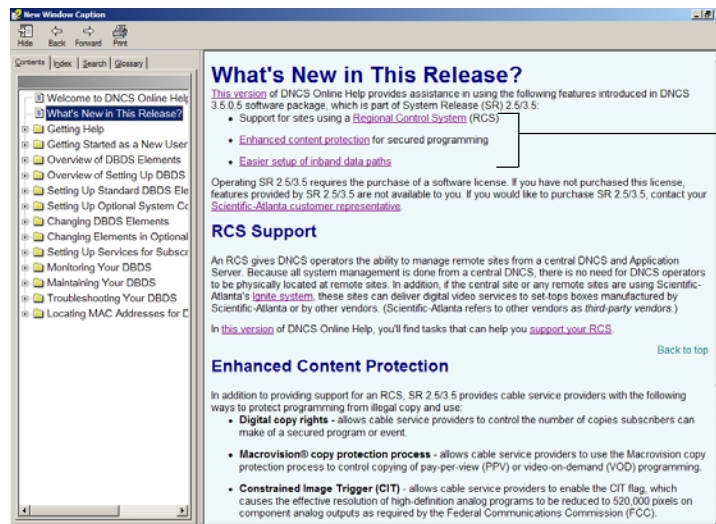 New Window Caption
Hide Back Forward Print
Contents Index Search Glossary
Welcome to DNCS Online Help
What's New in This Release?
Getting Help
Getting Started as a New User
Overview of DBDS Elements
Overview of Setting Up DBDS
Setting Up Standard DBDS Ele
Setting Up Optional System Co
Changing DBDS Elements
Changing Elements in Optional
Setting Up Services for Subscr
Monitoring Your DBDS
Maintaining Your DBDS
Troubleshooting Your DBDS
Locating MAC Addresses for D
What's New in This Release?
This version of DNCS Online Help provides assistance in using the following features introduced in DNCS
3.5.0.5 software package, which is part of System Release (SR) 2.5/3.5:
• Support for sites using a Regional Control System (RCS)
• Enhanced content protection for secured programming
• Easier setup of inband data paths
Operating SR 2.5/3.5 requires the purchase of a software license. If you have not purchased this license,
features provided by SR 2.5/3.5 are not available to you. If you would like to purchase SR 2.5/3.5, contact your
Scientific-Atlanta customer representative.
RCS Support
An RCS gives DNCS operators the ability to manage remote sites from a central DNCS and Application
Server. Because all system management is done from a central DNCS, there is no need for DNCS operators
to be physically located at remote sites. In addition, if the central site or any remote sites are using Scientific-
Atlanta's Ignite system, these sites can deliver digital video services to set-tops boxes manufactured by
Scientific-Atlanta or by other vendors. (Scientific-Atlanta refers to other vendors as third-party vendors.)
In this version of DNCS Online Help, you'll find tasks that can help you support your RCS.
Back to top
Enhanced Content Protection
In addition to providing support for an RCS, SR 2.5/3.5 provides cable service providers with the following
ways to protect programming from illegal copy and use:
• Digital copy rights - allows cable service providers to control the number of copies subscribers can
make of a secured program or event.
• Macrovision® copy protection process - allows cable service providers to use the Macrovision copy
protection process to control copying of pay-per-view (PPV) or video-on-demand (VOD) programming.
• Constrained Image Trigger (CIT) - allows cable service providers to enable the CIT flag, which
causes the effective resolution of high-definition analog programs to be reduced to 520,000 pixels on
component analog outputs as required by the Federal Communications Commission (FCC).